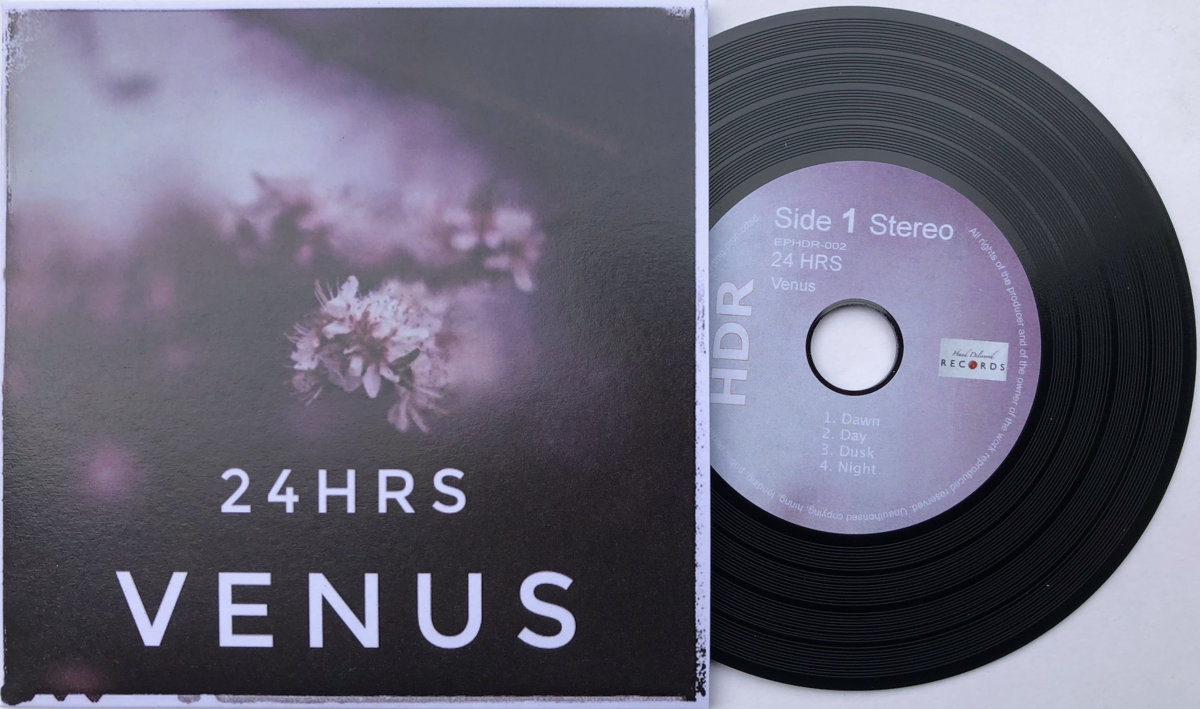 24HRS
VENUS
Side 1 Stereo
EPHDR-002
24 HRS
Venus
HDR
Hand Delivered
RECORDS
1. Dawn
2. Day
3. Dusk
4. Night
All rights of the producer and of the owner of the work reproduced reserved. Unauthorised copying, hiring, lending, pu